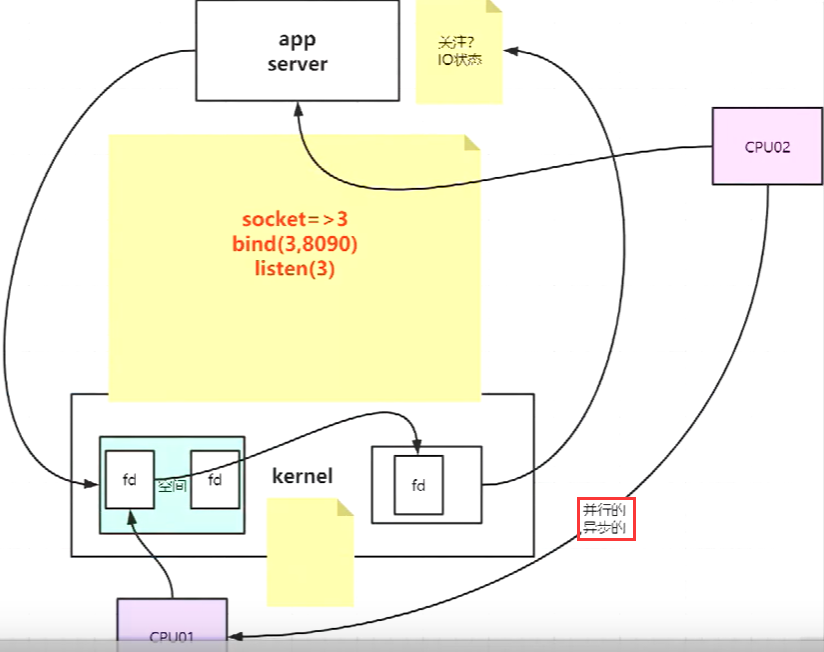 app
server
关注?
IO状态
CPU02
socket=>3
bind(3,8090)
listen(3)
fd
空间
fd
kernel
fd
并行的
异步的
CPU01